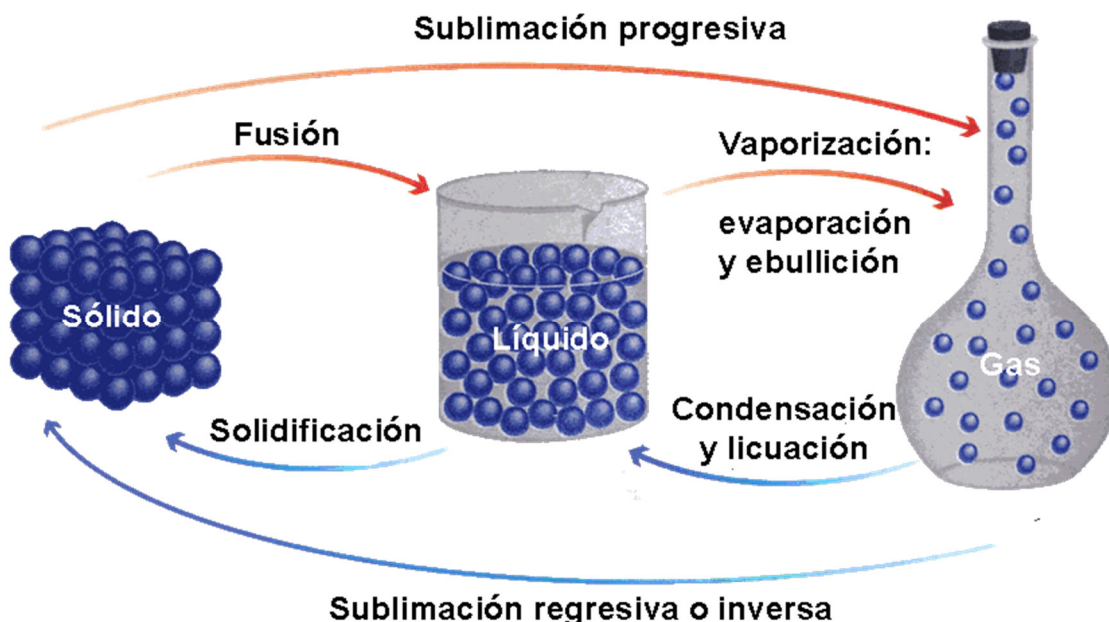 Sublimación progresiva
Fusión
Vaporización:
evaporación
y ebullición
Sólido
Líquido
Gas
Solidificación
Condensación
y licuación
Sublimación regresiva o inversa